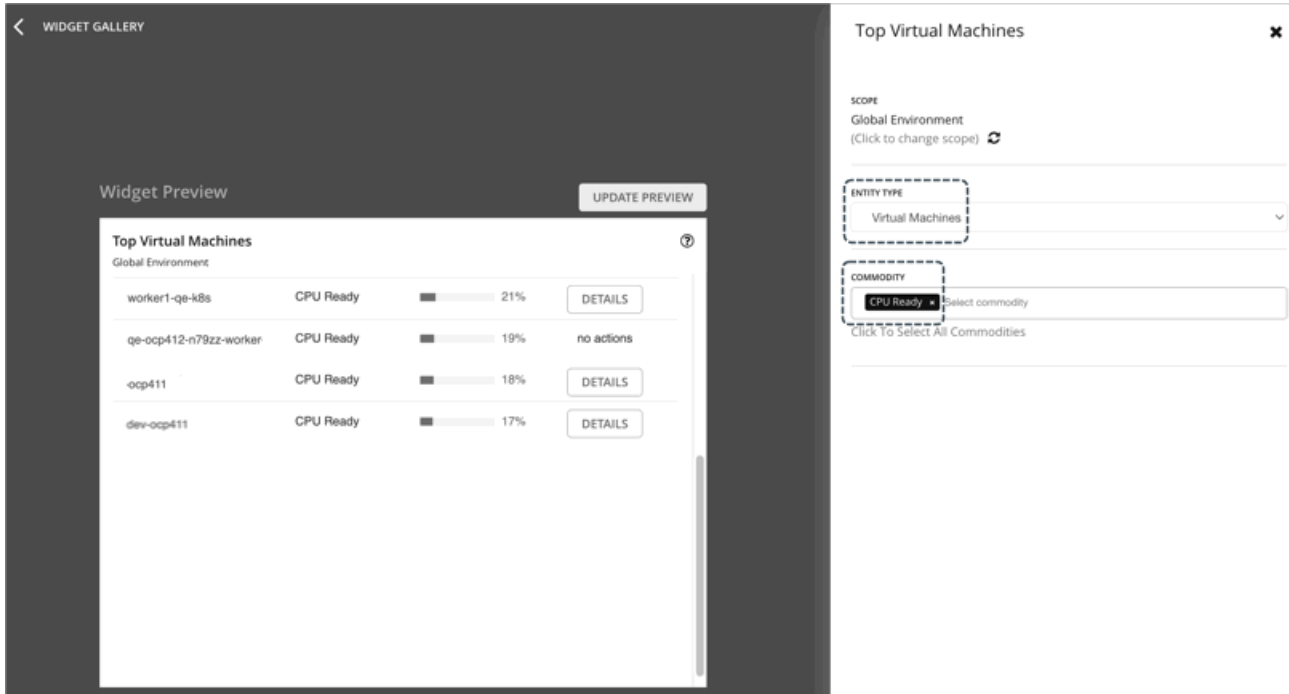 WIDGET GALLERY
Widget Preview
UPDATE PREVIEW
Top Virtual Machines
Global Environment
worker1-qe-k8s CPU Ready 21% DETAILS
qe-ocp412-n79zz-worker CPU Ready 19% no actions
-ocp411 CPU Ready 18% DETAILS
dev-ocp411 CPU Ready 17% DETAILS
Top Virtual Machines
SCOPE
Global Environment
(Click to change scope)
ENTITY TYPE
Virtual Machines
COMMODITY
CPU Ready × Select commodity
Click To Select All Commodities